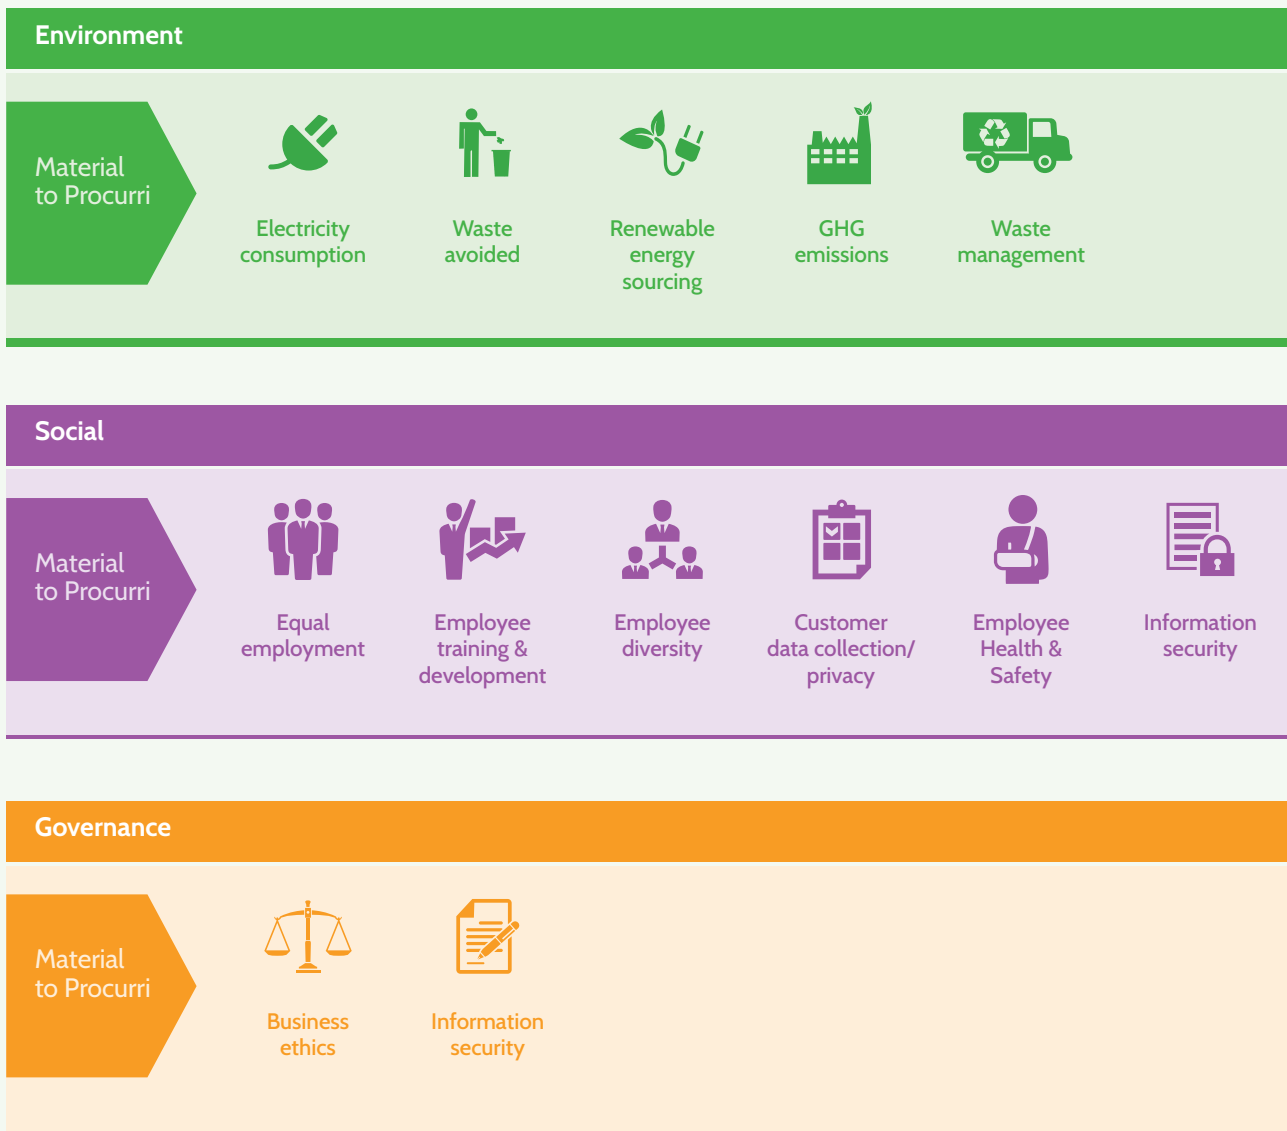 Environment
Material
to Procurri
Electricity
consumption
Waste
avoided
Renewable
energy
sourcing
GHG
emissions
Waste
management
Social
Material
to Procurri
Equal
employment
Employee
training &
development
Employee
diversity
Customer
data collection/
privacy
Employee
Health &
Safety
Information
security
Governance
Material
to Procurri
Business
ethics
Information
security